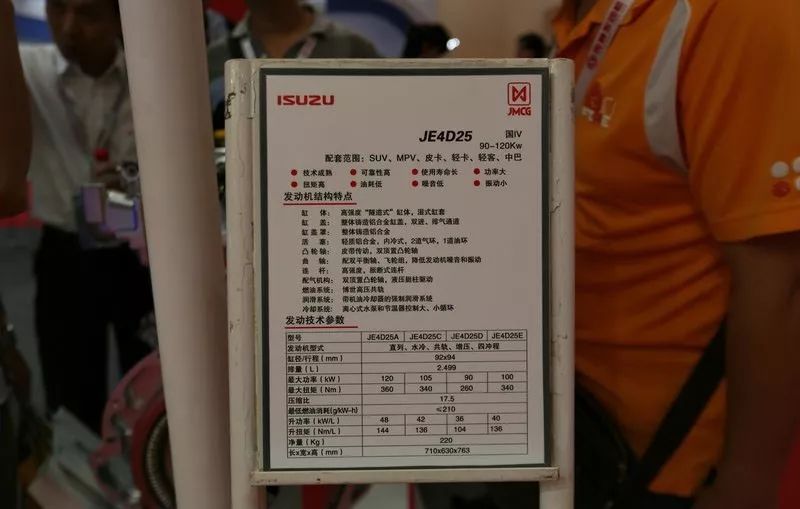 ISUZU
JMCG
JE4D25 国IV
90-120Kw
配套范围：SUV、MPV、皮卡、轻卡、轻客、中巴
● 技术成熟 ● 可靠性高 ● 使用寿命长 ● 功率大
● 扭矩高 ● 油耗低 ● 噪音低 ● 振动小
发动机结构特点
缸 体： 高强度“隧道式”缸体，湿式缸套
缸 盖： 整体铸造铝合金缸盖，双进、排气通道
缸盖罩： 整体铸造铝合金
活 塞： 轻质铝合金，内冷式，2道气环，1道油环
凸轮轴： 皮带传动，双顶置凸轮轴
曲 轴： 配双平衡轴、飞轮组，降低发动机噪音和振动
连 杆： 高强度，胀断式连杆
配气机构： 双顶置凸轮轴，液压挺柱驱动
燃油系统： 博世高压共轨
润滑系统： 带机油冷却器的强制润滑系统
冷却系统： 离心式水泵和节温器控制大、小循环
发动技术参数
型号 JE4D25A JE4D25C JE4D25D JE4D25E
发动机型式 直列、水冷、共轨、增压、四冲程
缸径/行程（mm） 92x94
排量（L） 2.499
最大功率（kW） 120 105 90 100
最大扭矩（Nm） 360 340 260 340
压缩比 17.5
最低燃油消耗(g/kW-h) ≤210
升功率（kW/L） 48 42 36 40
升扭矩（Nm/L） 144 136 104 136
净量（Kg） 220
长x宽x高（mm） 710x630x763